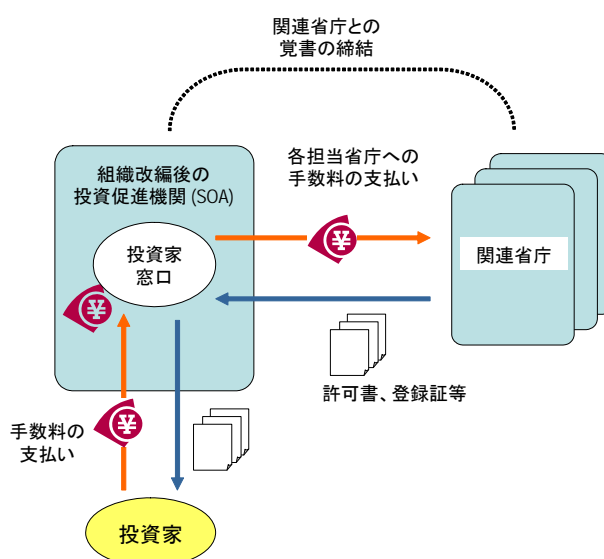 関連省庁との
覚書の締結
組織改編後の
投資促進機関 (SOA)
各担当省庁への
手数料の支払い
投資家
窓口
¥
関連省庁
¥
許可書、登録証等
手数料の
支払い
¥
投資家